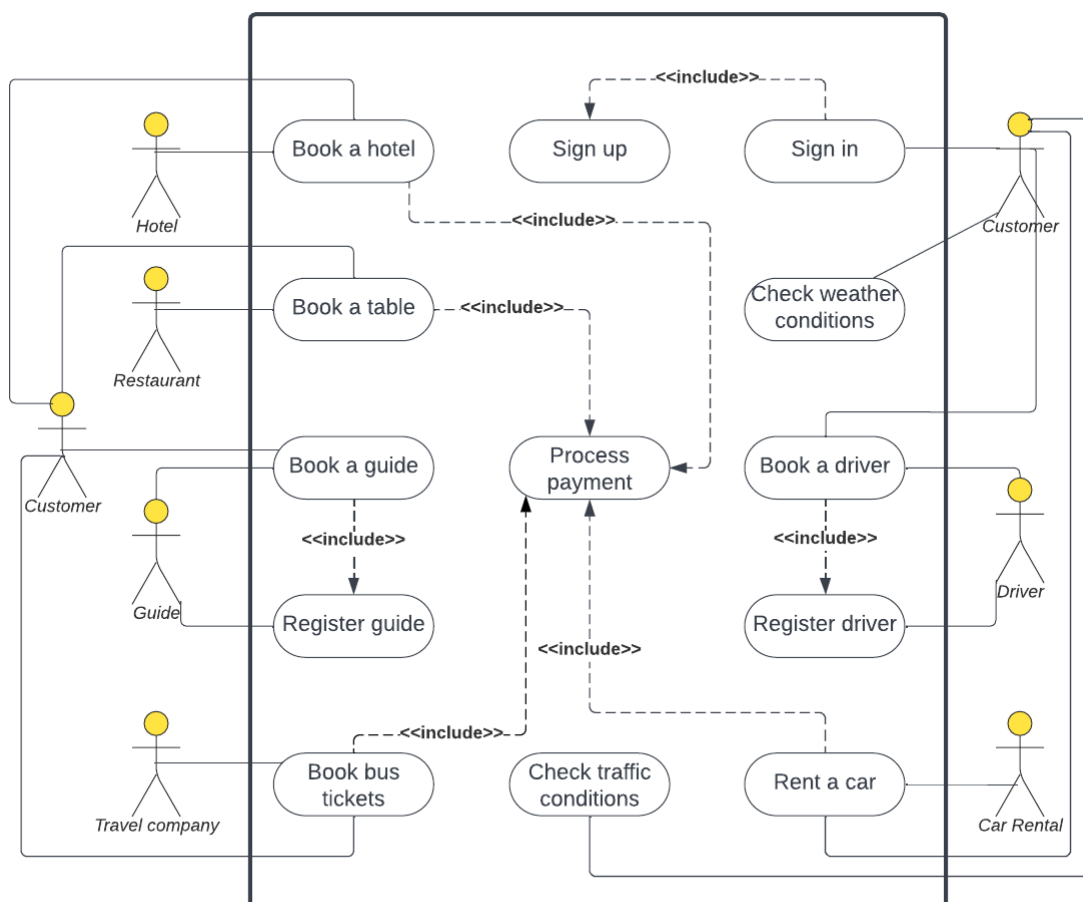 <<include>>
Book a hotel
Sign up
Sign in
Hotel
<<include>>
Customer
Book a table
<<include>>
Check weather
conditions
Restaurant
Book a guide
Process
payment
Book a driver
Customer
<<include>>
<<include>>
Guide
Register guide
Driver
Register driver
<<include>>
<<include>>
Book bus
tickets
Check traffic
conditions
Rent a car
Travel company
Car Rental